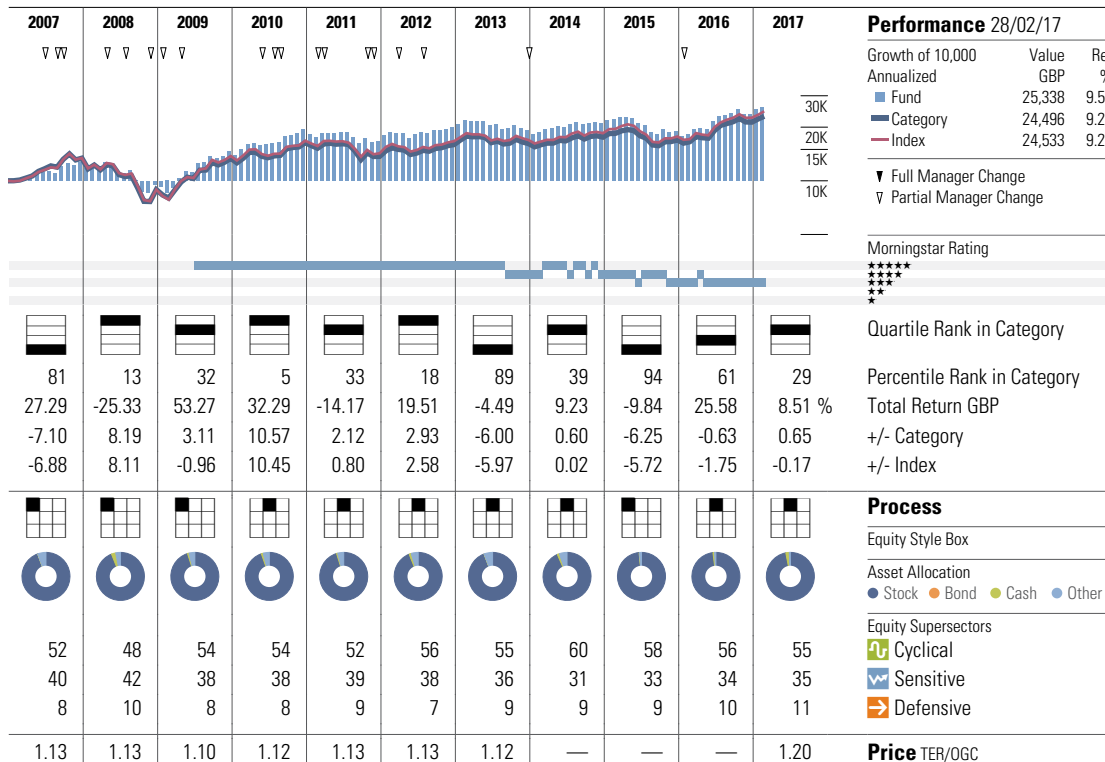 2007 2008 2009 2010 2011 2012 2013 2014 2015 2016 2017
30K
20K
15K
10K
Performance 28/02/17
Growth of 10,000 Value Re
Annualized GBP %
Fund 25,338 9.5
Category 24,496 9.2
Index 24,533 9.2
▼ Full Manager Change
▽ Partial Manager Change
Morningstar Rating
★★★★★
★★★★
★★★
★★
★
Quartile Rank in Category
81 13 32 5 33 18 89 39 94 61 29 Percentile Rank in Category
27.29 -25.33 53.27 32.29 -14.17 19.51 -4.49 9.23 -9.84 25.58 8.51 % Total Return GBP
-7.10 8.19 3.11 10.57 2.12 2.93 -6.00 0.60 -6.25 -0.63 0.65 +/- Category
-6.88 8.11 -0.96 10.45 0.80 2.58 -5.97 0.02 -5.72 -1.75 -0.17 +/- Index
Process
Equity Style Box
Asset Allocation
Stock Bond Cash Other
Equity Supersectors
52 48 54 54 52 56 55 60 58 56 55 Cyclical
40 42 38 38 39 38 36 31 33 34 35 Sensitive
8 10 8 8 9 7 9 9 9 10 11 Defensive
1.13 1.13 1.10 1.12 1.13 1.13 1.12 — — — 1.20 Price TER/OGC